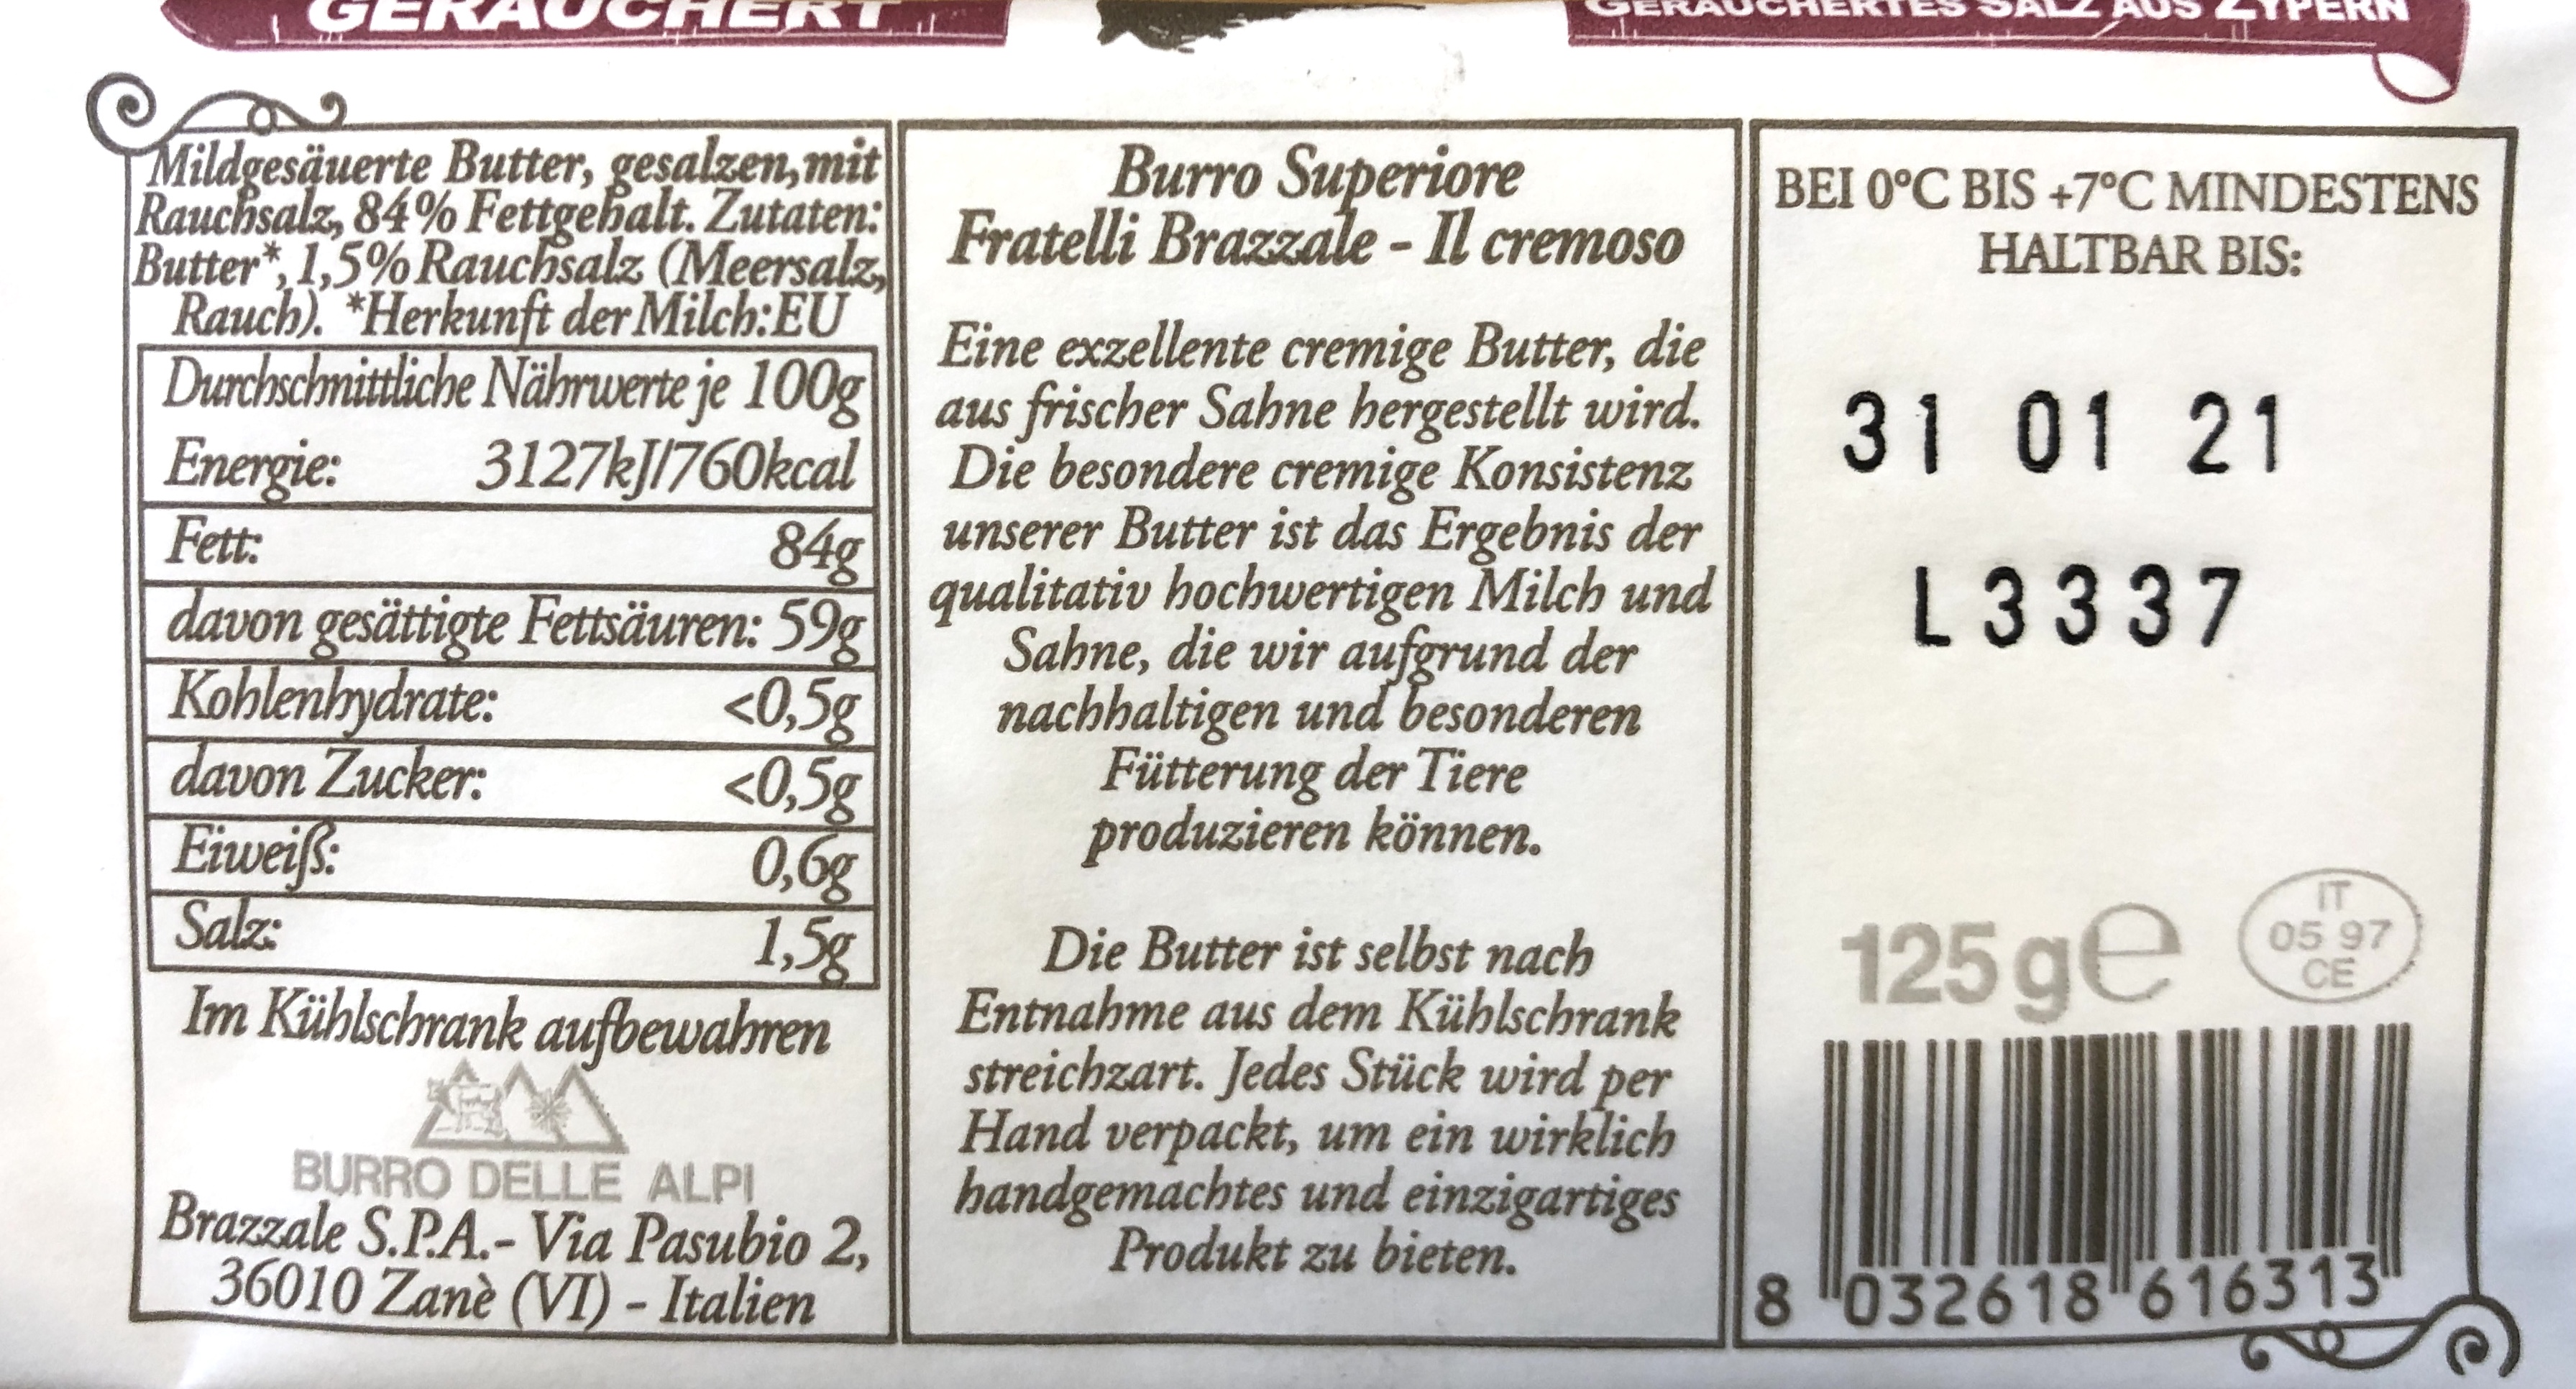 GERÄUCHERT
GERÄUCHERTES SALZ AUS ZYPERN
Mildgesäuerte Butter, gesalzen, mit
Rauchsalz, 84% Fettgehalt. Zutaten:
Butter*, 1,5% Rauchsalz (Meersalz,
Rauch). *Herkunft der Milch: EU
Durchschnittliche Nährwerte je 100g
Energie: 3127kJ/760kcal
Fett: 84g
davon gesättigte Fettsäuren: 59g
Kohlenhydrate: <0,5g
davon Zucker: <0,5g
Eiweiß: 0,6g
Salz: 1,5g
Im Kühlschrank aufbewahren
BURRO DELLE ALPI
Brazzale S.P.A.- Via Pasubio 2,
36010 Zanè (VI) - Italien
Burro Superiore
Fratelli Brazzale - Il cremoso
Eine exzellente cremige Butter, die
aus frischer Sahne hergestellt wird.
Die besondere cremige Konsistenz
unserer Butter ist das Ergebnis der
qualitativ hochwertigen Milch und
Sahne, die wir aufgrund der
nachhaltigen und besonderen
Fütterung der Tiere
produzieren können.
Die Butter ist selbst nach
Entnahme aus dem Kühlschrank
streichzart. Jedes Stück wird per
Hand verpackt, um ein wirklich
handgemachtes und einzigartiges
Produkt zu bieten.
BEI 0°C BIS +7°C MINDESTENS
HALTBAR BIS:
31 01 21
L3337
125 g e
IT
05 97
CE
8 032618 616313